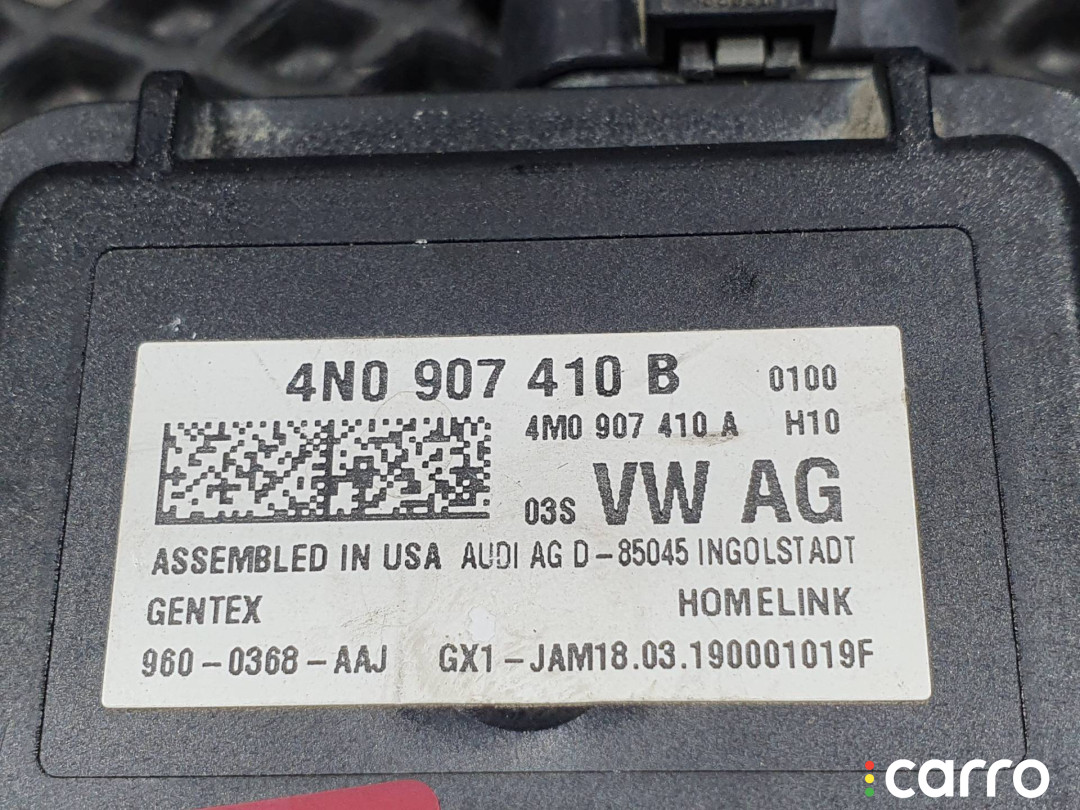 4N0 907 410 B 0100
4M0 907 410 A H10
03S VW AG
ASSEMBLED IN USA AUDI AG D-85045 INGOLSTADT
GENTEX HOMELINK
960-0368-AAJ GX1-JAM18.03.190001019F
carro